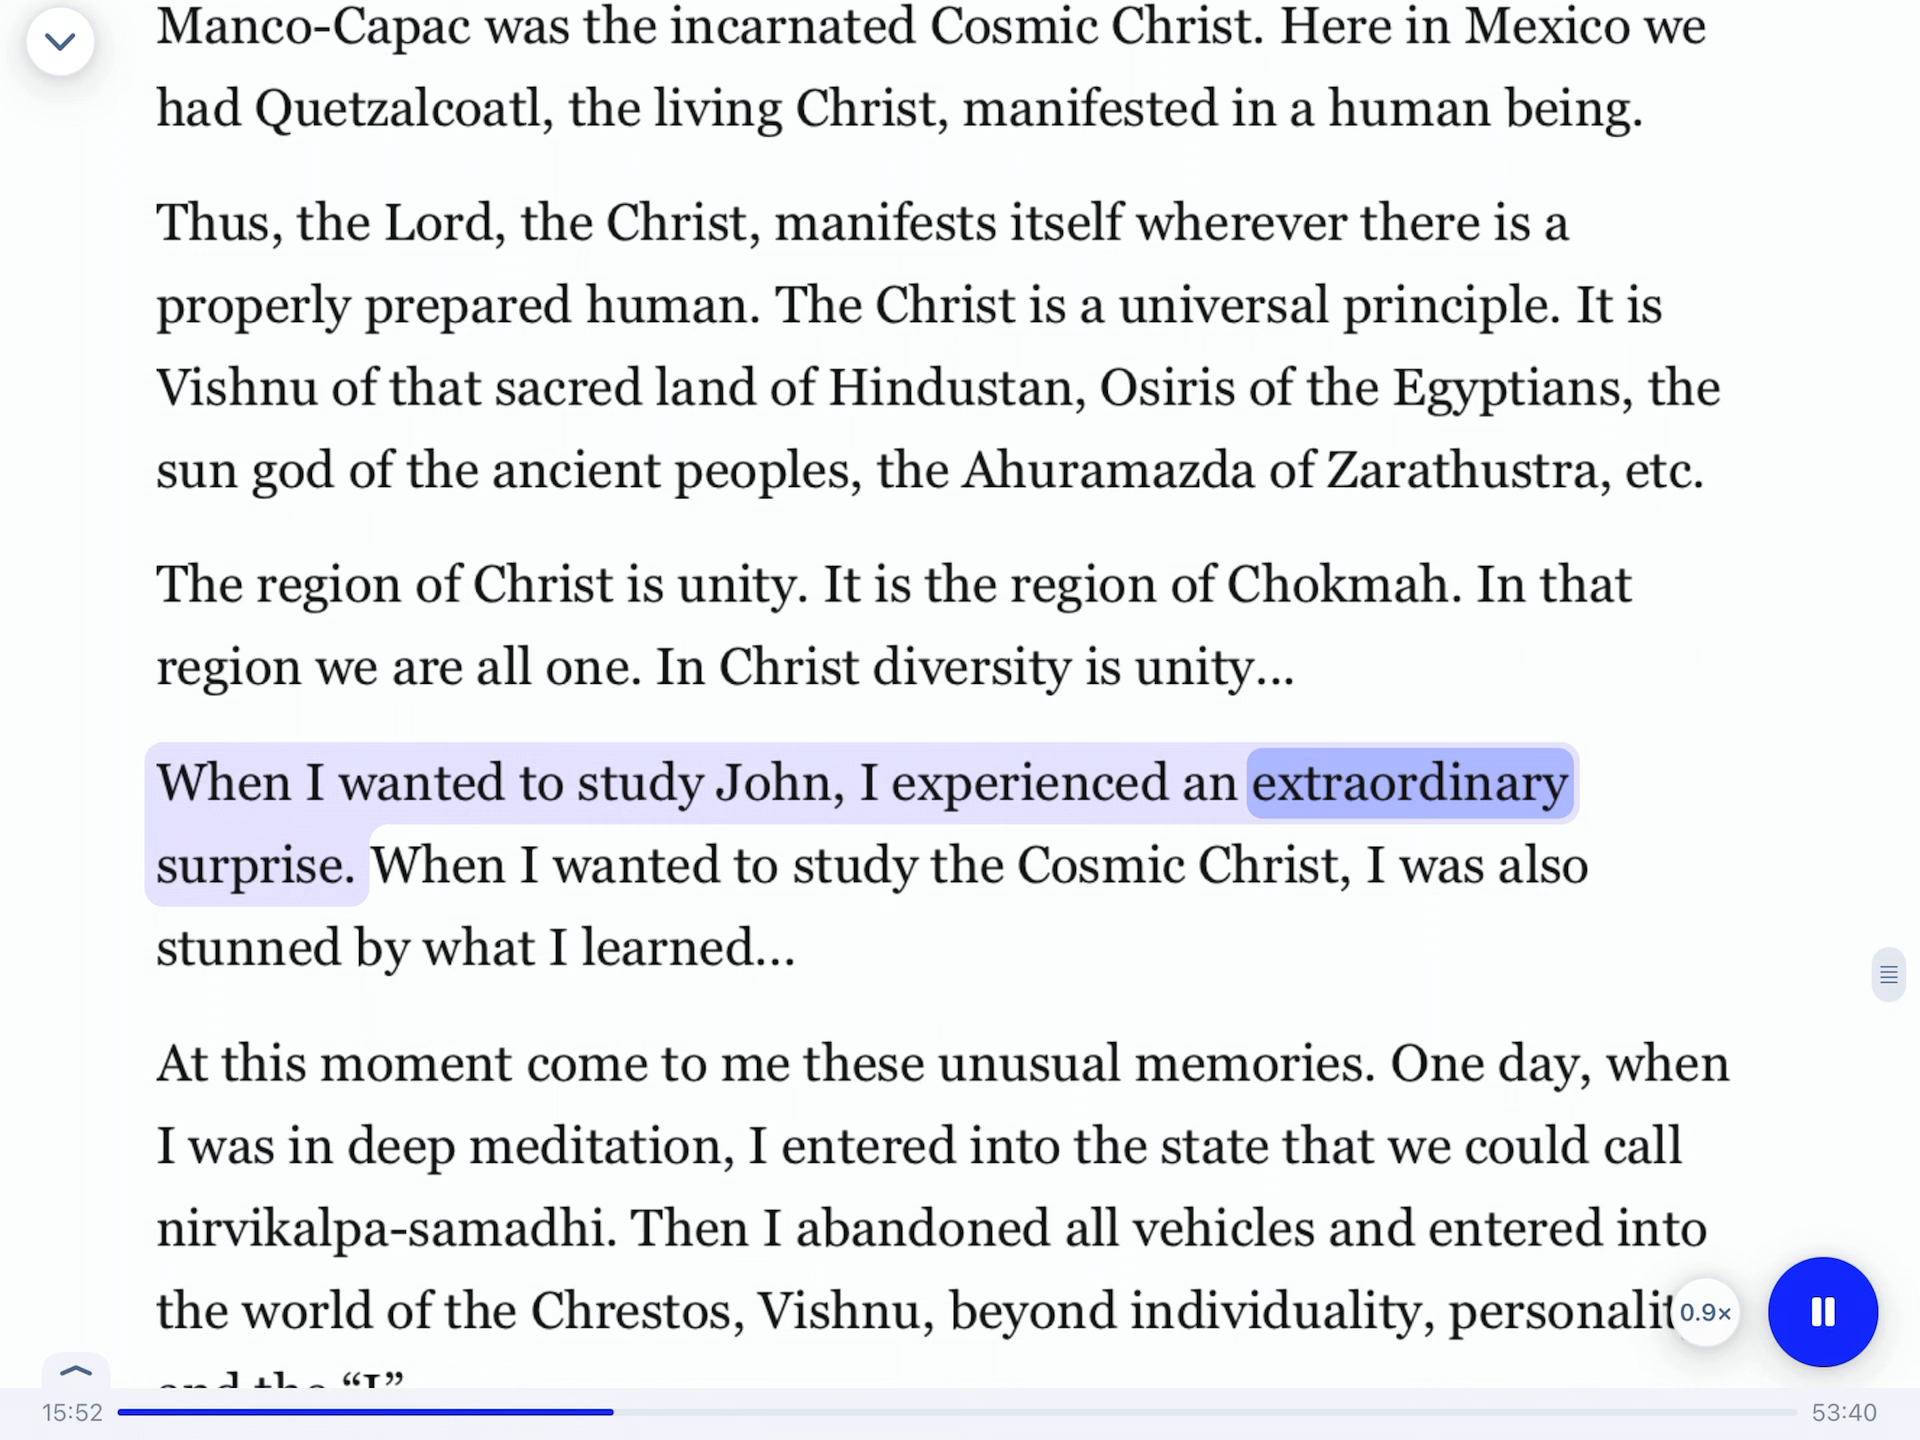 Manco-Capac was the incarnated Cosmic Christ. Here in Mexico we
had Quetzalcoatl, the living Christ, manifested in a human being.
Thus, the Lord, the Christ, manifests itself wherever there is a
properly prepared human. The Christ is a universal principle. It is
Vishnu of that sacred land of Hindustan, Osiris of the Egyptians, the
sun god of the ancient peoples, the Ahuramazda of Zarathustra, etc.
The region of Christ is unity. It is the region of Chokmah. In that
region we are all one. In Christ diversity is unity...
When I wanted to study John, I experienced an extraordinary
surprise. When I wanted to study the Cosmic Christ, I was also
stunned by what I learned...
At this moment come to me these unusual memories. One day, when
I was in deep meditation, I entered into the state that we could call
nirvikalpa-samadhi. Then I abandoned all vehicles and entered into
the world of the Chrestos, Vishnu, beyond individuality, personalit
0.9×
and the “I”
15:52
53:40